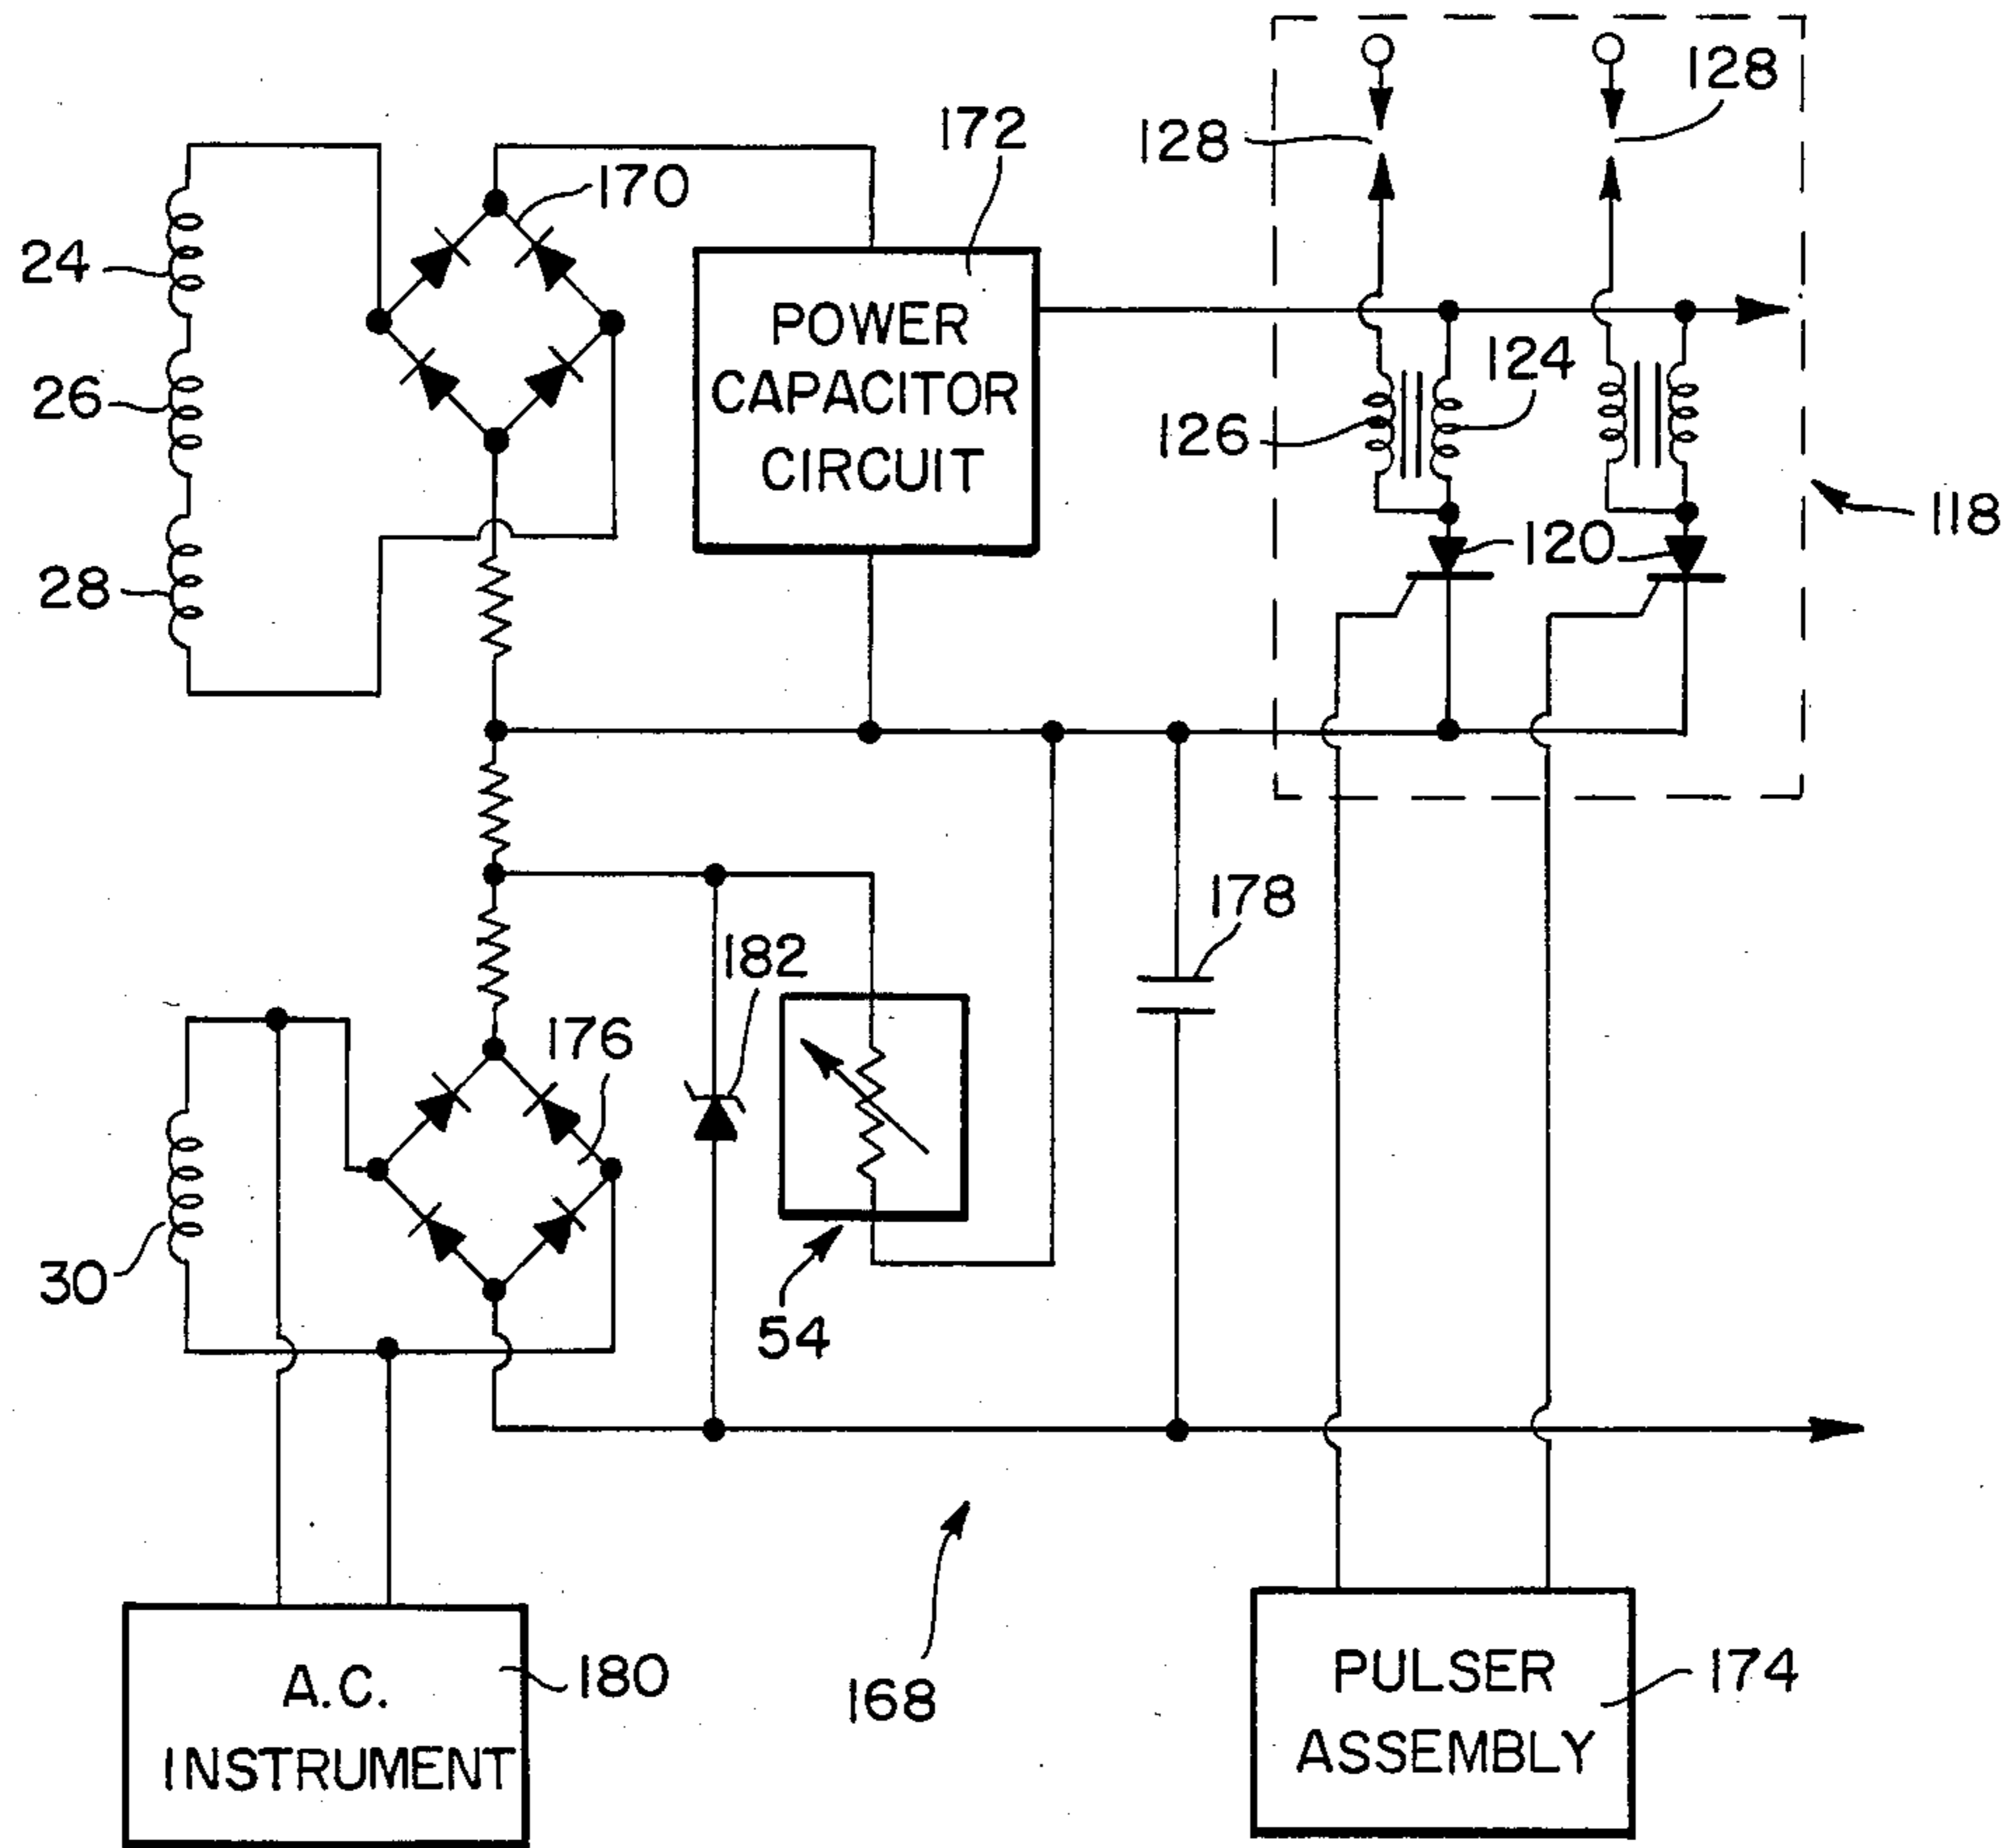 128
128
172
170
24
POWER
CAPACITOR
CIRCUIT
124
26
126
118
120
28
178
182
176
30
54
A.C.
INSTRUMENT
180
168
PULSER
ASSEMBLY
174